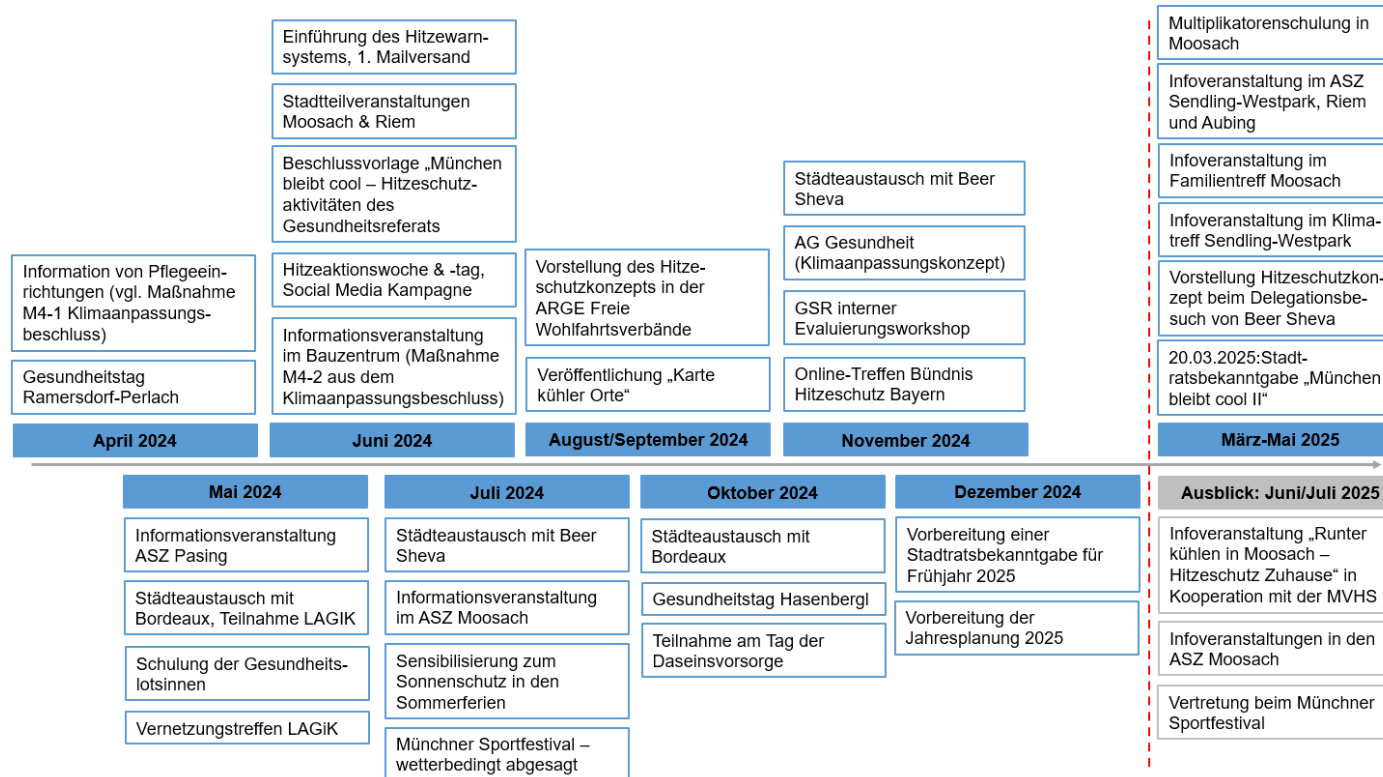 Einführung des Hitzewarn-
systems, 1. Mailversand
Stadtteilveranstaltungen
Moosach & Riem
Beschlussvorlage „München
bleibt cool – Hitzeschutz-
aktivitäten des
Gesundheitsreferats
Information von Pflegeein-
richtungen (vgl. Maßnahme
M4-1 Klimaanpassungs-
beschluss)
Gesundheitstag
Ramersdorf-Perlach
Hitzeaktionswoche & -tag,
Social Media Kampagne
Informationsveranstaltung
im Bauzentrum (Maßnahme
M4-2 aus dem
Klimaanpassungsbeschluss)
Vorstellung des Hitze-
schutzkonzepts in der
ARGE Freie
Wohlfahrtsverbände
Veröffentlichung „Karte
kühler Orte“
Städteaustausch mit Beer
Sheva
AG Gesundheit
(Klimaanpassungskonzept)
GSR interner
Evaluierungsworkshop
Online-Treffen Bündnis
Hitzeschutz Bayern
Multiplikatorenschulung in
Moosach
Infoveranstaltung im ASZ
Sendling-Westpark, Riem
und Aubing
Infoveranstaltung im
Familientreff Moosach
Infoveranstaltung im Klima-
treff Sendling-Westpark
Vorstellung Hitzeschutzkon-
zept beim Delegationsbe-
such von Beer Sheva
20.03.2025:Stadt-
ratsbekanntgabe „München
bleibt cool II“
April 2024
Juni 2024
August/September 2024
November 2024
März-Mai 2025
Mai 2024
Juli 2024
Oktober 2024
Dezember 2024
Ausblick: Juni/Juli 2025
Informationsveranstaltung
ASZ Pasing
Städteaustausch mit
Bordeaux, Teilnahme LAGIK
Schulung der Gesundheits-
lotsinnen
Vernetzungstreffen LAGiK
Städteaustausch mit Beer
Sheva
Informationsveranstaltung
im ASZ Moosach
Sensibilisierung zum
Sonnenschutz in den
Sommerferien
Münchner Sportfestival –
wetterbedingt abgesagt
Städteaustausch mit
Bordeaux
Gesundheitstag Hasenbergl
Teilnahme am Tag der
Daseinsvorsorge
Vorbereitung einer
Stadtratsbekanntgabe für
Frühjahr 2025
Vorbereitung der
Jahresplanung 2025
Infoveranstaltung „Runter
kühlen in Moosach –
Hitzeschutz Zuhause“ in
Kooperation mit der MVHS
Infoveranstaltungen in den
ASZ Moosach
Vertretung beim Münchner
Sportfestival